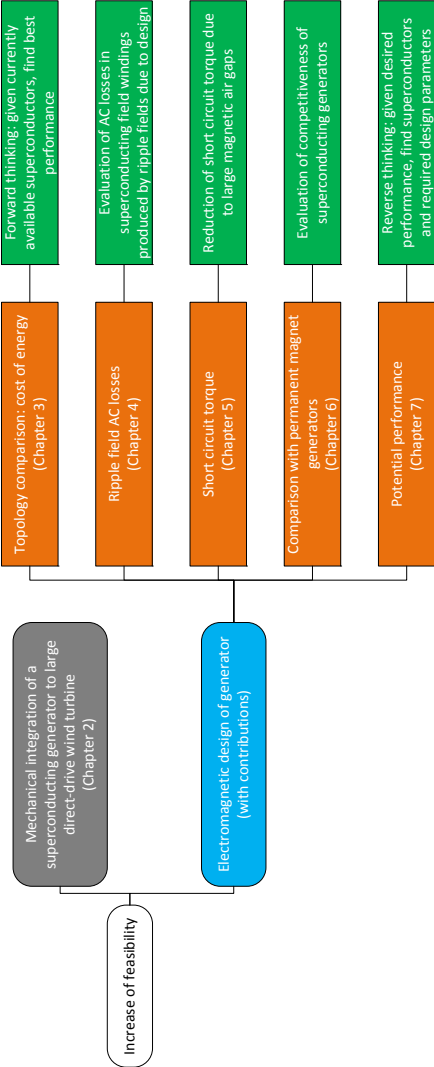 Increase of feasibility
Mechanical integration of a
superconducting generator to large
direct-drive wind turbine
(Chapter 2)
Electromagnetic design of generator
(with contributions)
Topology comparison: cost of energy
(Chapter 3)
Ripple field AC losses
(Chapter 4)
Short circuit torque
(Chapter 5)
Comparison with permanent magnet
generators
(Chapter 6)
Potential performance
(Chapter 7)
Forward thinking: given currently
available superconductors, find best
performance
Evaluation of AC losses in
superconducting field windings
produced by ripple fields due to design
Reduction of short circuit torque due
to large magnetic air gaps
Evaluation of competitiveness of
superconducting generators
Reverse thinking: given desired
performance, find superconductors
and required design parameters